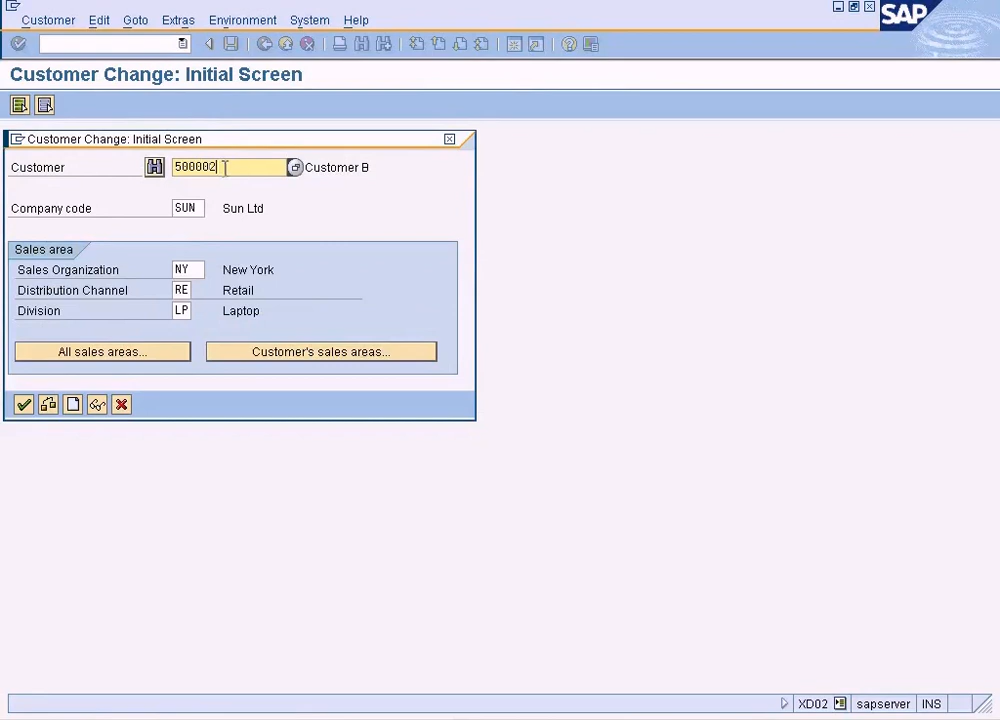 Customer Edit Goto Extras Environment System Help
SAP
Customer Change: Initial Screen
Customer Change: Initial Screen
Customer 500002 Customer B
Company code SUN Sun Ltd
Sales area
Sales Organization NY New York
Distribution Channel RE Retail
Division LP Laptop
All sales areas... Customer's sales areas...
XD02 sapserver INS